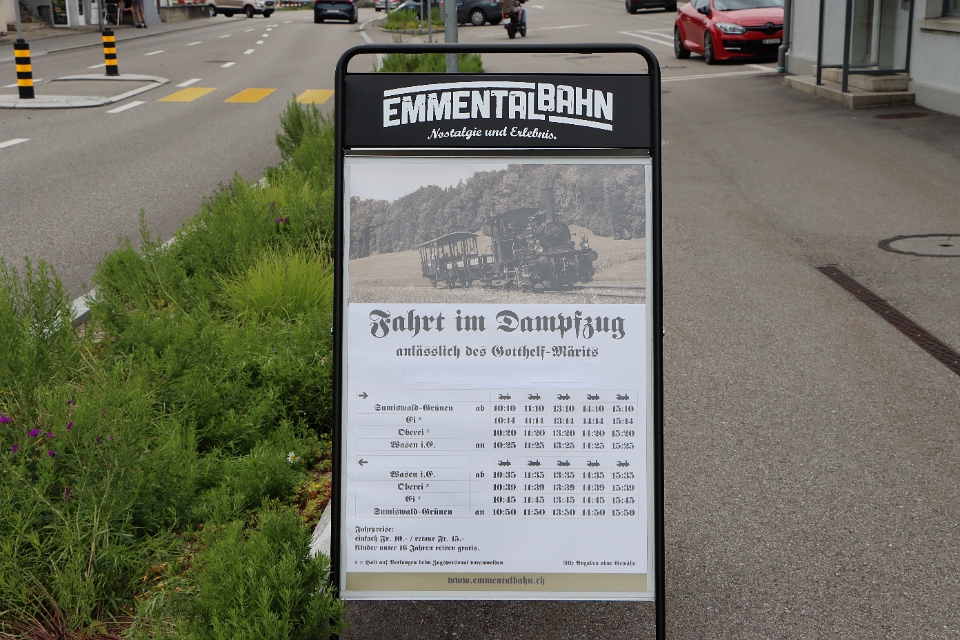 EMMENTALBAHN
Nostalgie und Erlebnis.
Fahrt im Dampfzug
anlässlich des Gotthelf-Märits
→
Sumiswald-Grünen ab 10:10 11:10 13:10 14:10 15:10
Ei x 10:14 11:14 13:14 14:14 15:14
Oberei x 10:20 11:20 13:20 14:20 15:20
Wasen i.E. an 10:25 11:25 13:25 14:25 15:25
←
Wasen i.E. ab 10:35 11:35 13:35 14:35 15:35
Oberei x 10:39 11:39 13:39 14:39 15:39
Ei x 10:45 11:45 13:45 14:45 15:45
Sumiswald-Grünen an 10:50 11:50 13:50 14:50 15:50
Fahrpreise:
einfach Fr. 10.- / retour Fr. 15.-
Kinder unter 16 Jahren reisen gratis.
x = Halt auf Verlangen beim Zugpersonal voranmelden Alle Angaben ohne Gewähr.
www.emmentalbahn.ch